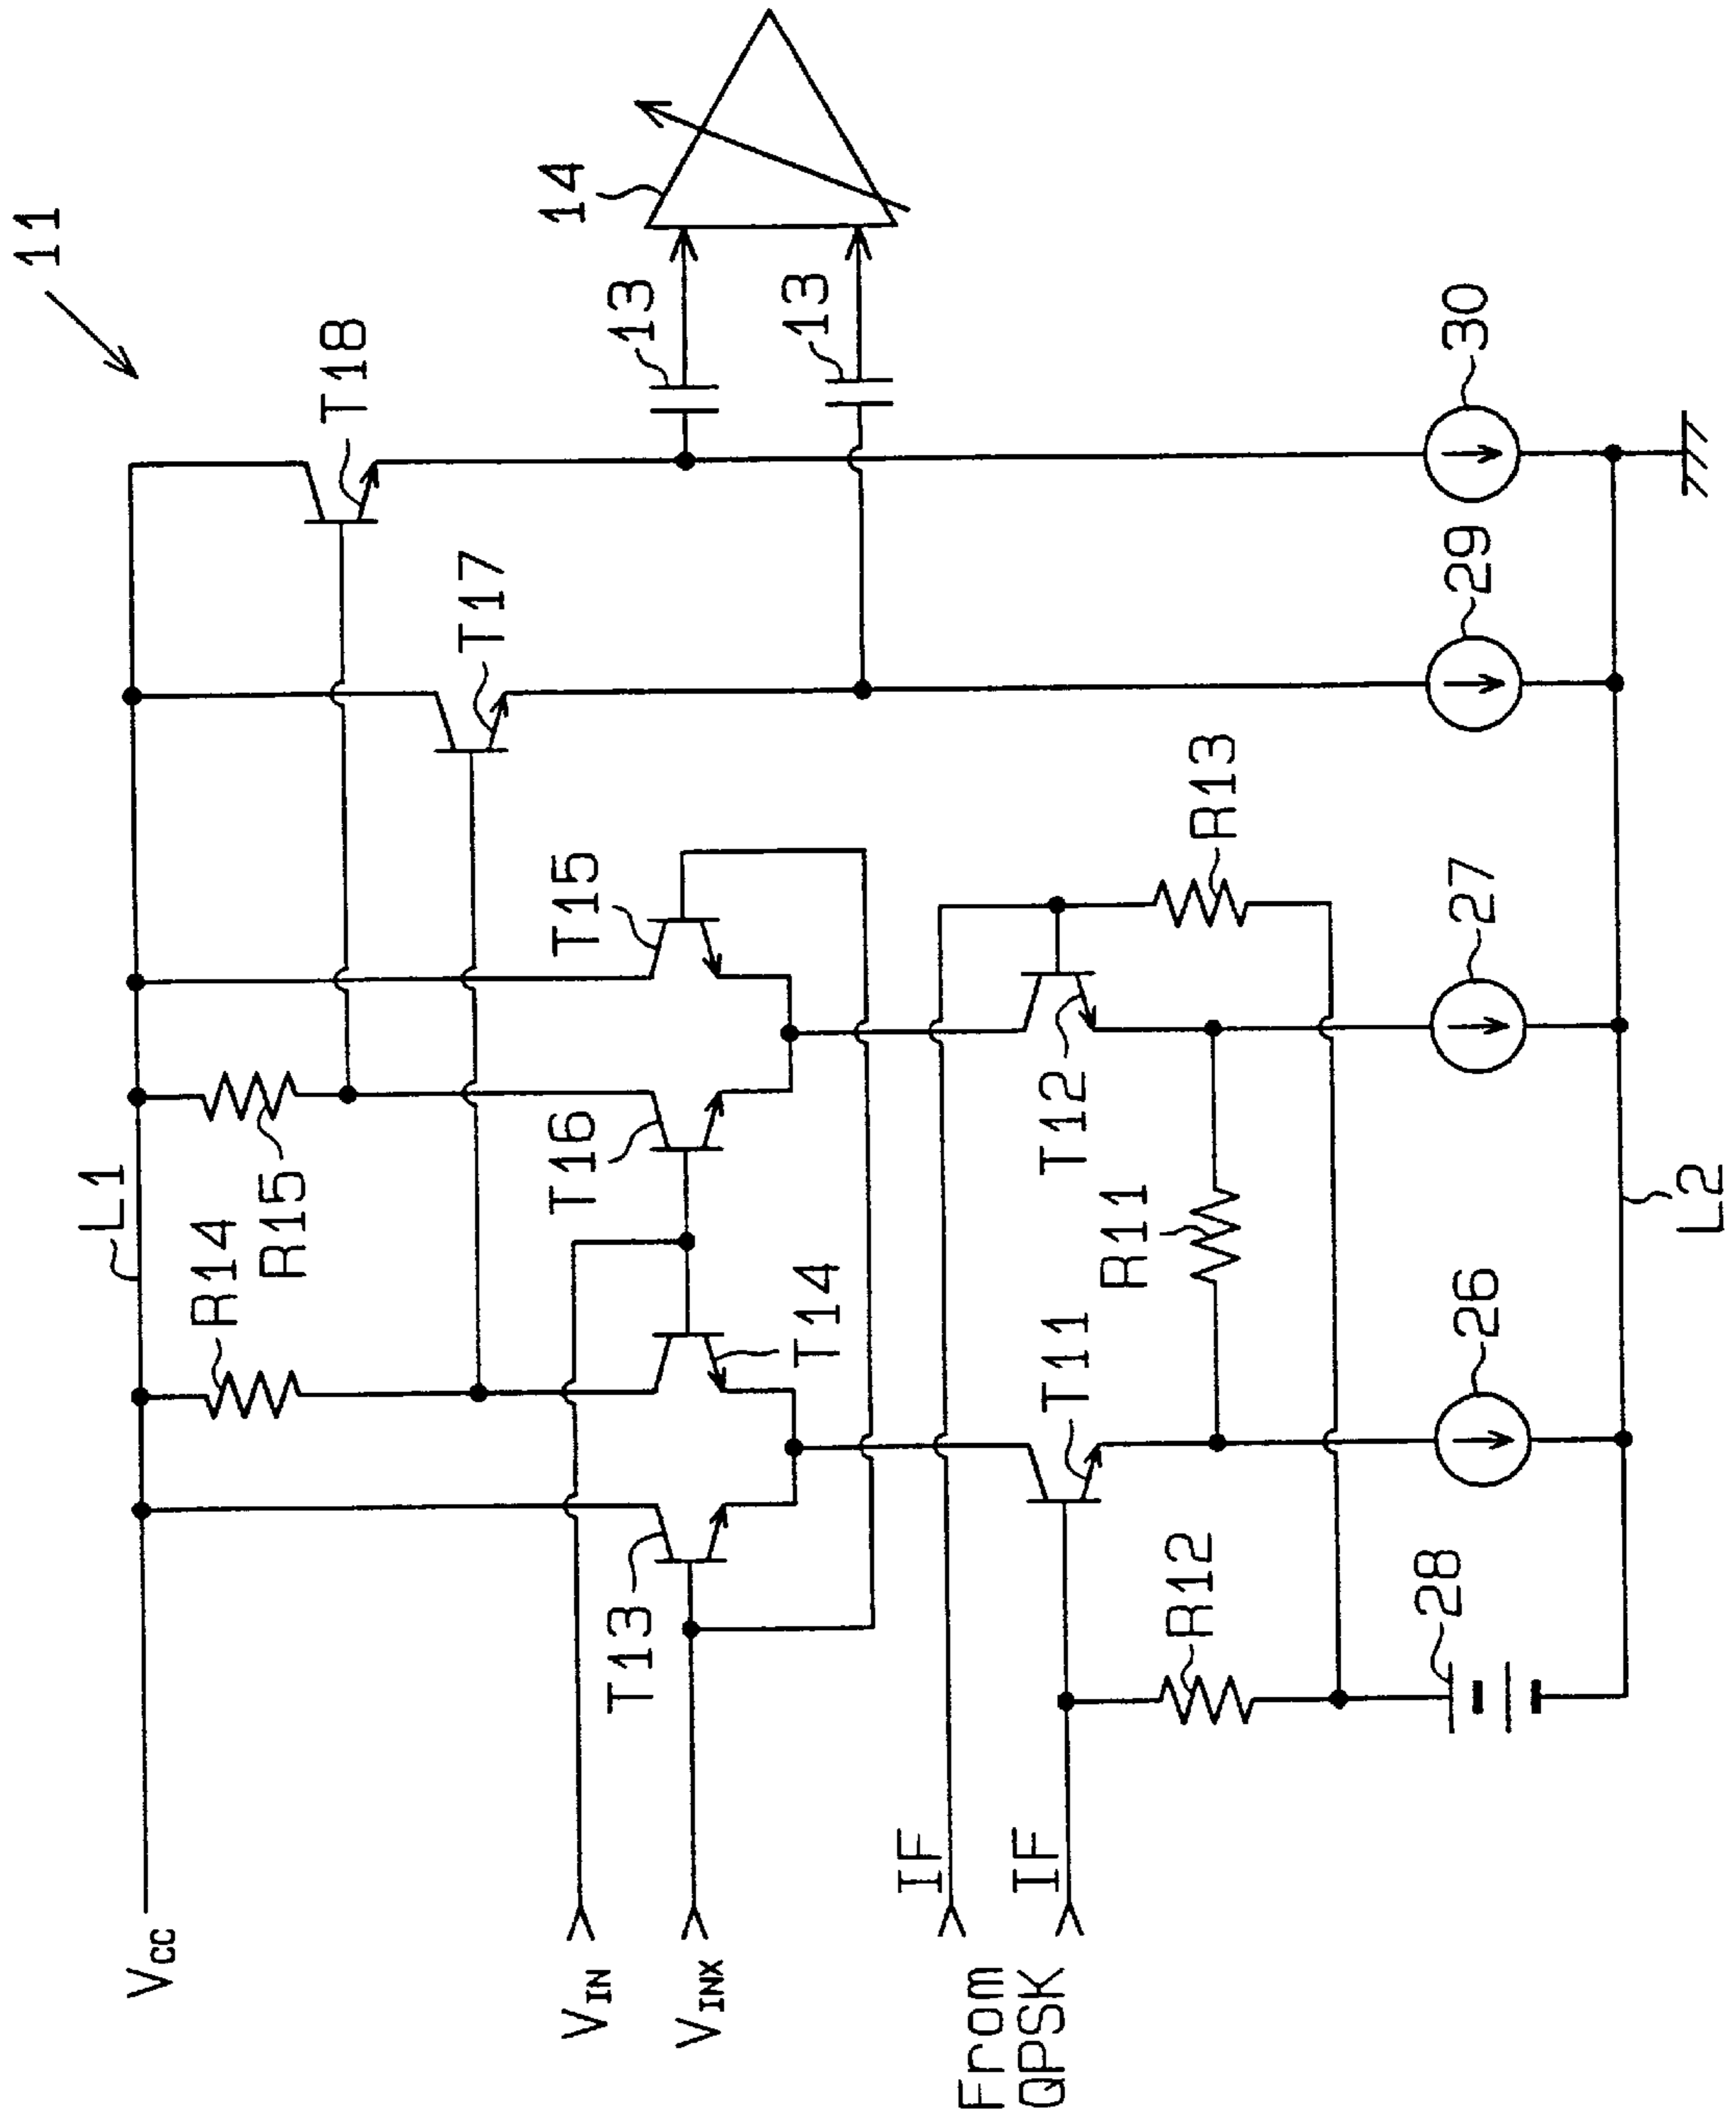 11
VCC
L1
R14
R15
T18
T17
14
13
13
VIN
VINX
T13
T14
T16
T15
From
QPSK
IF
IF
T11
T12
R11
R12
R13
28
26
27
29
30
L2